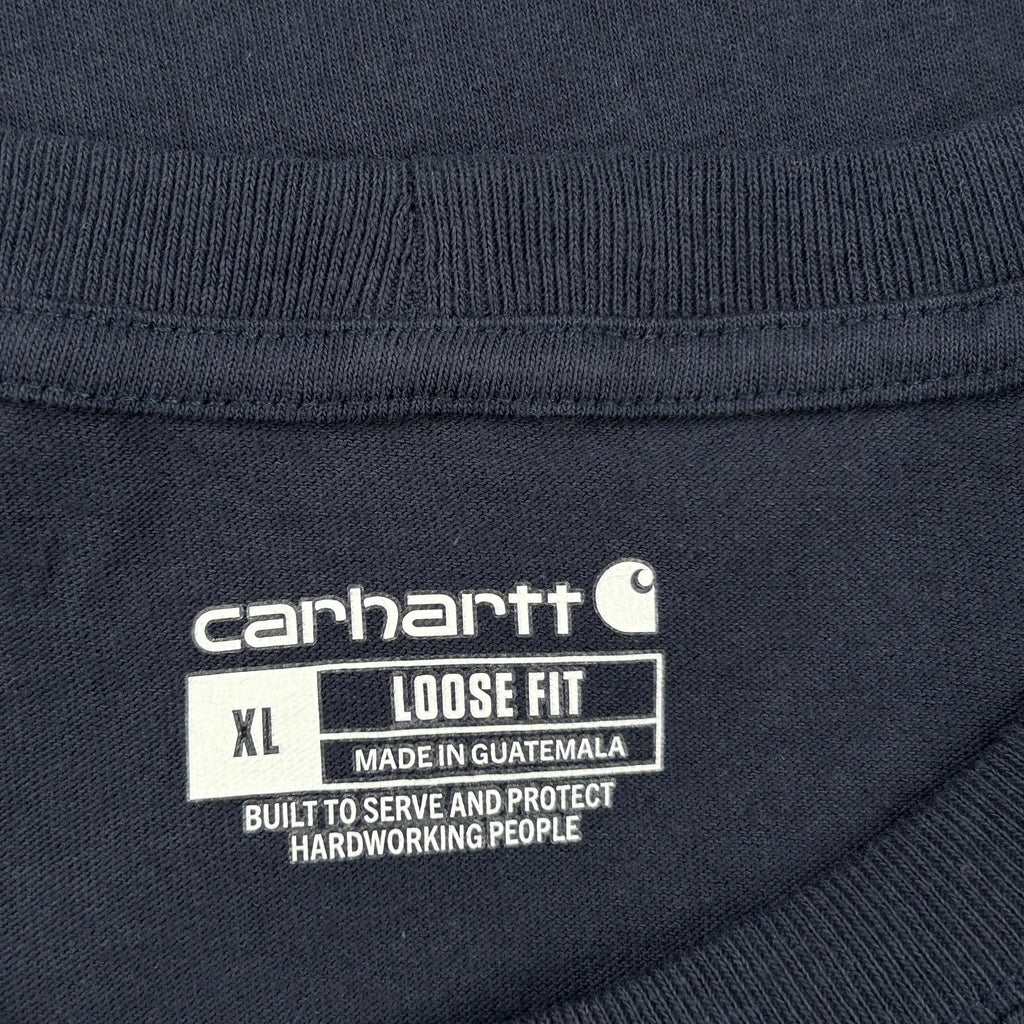 carhartt
XL
LOOSE FIT
MADE IN GUATEMALA
BUILT TO SERVE AND PROTECT
HARDWORKING PEOPLE